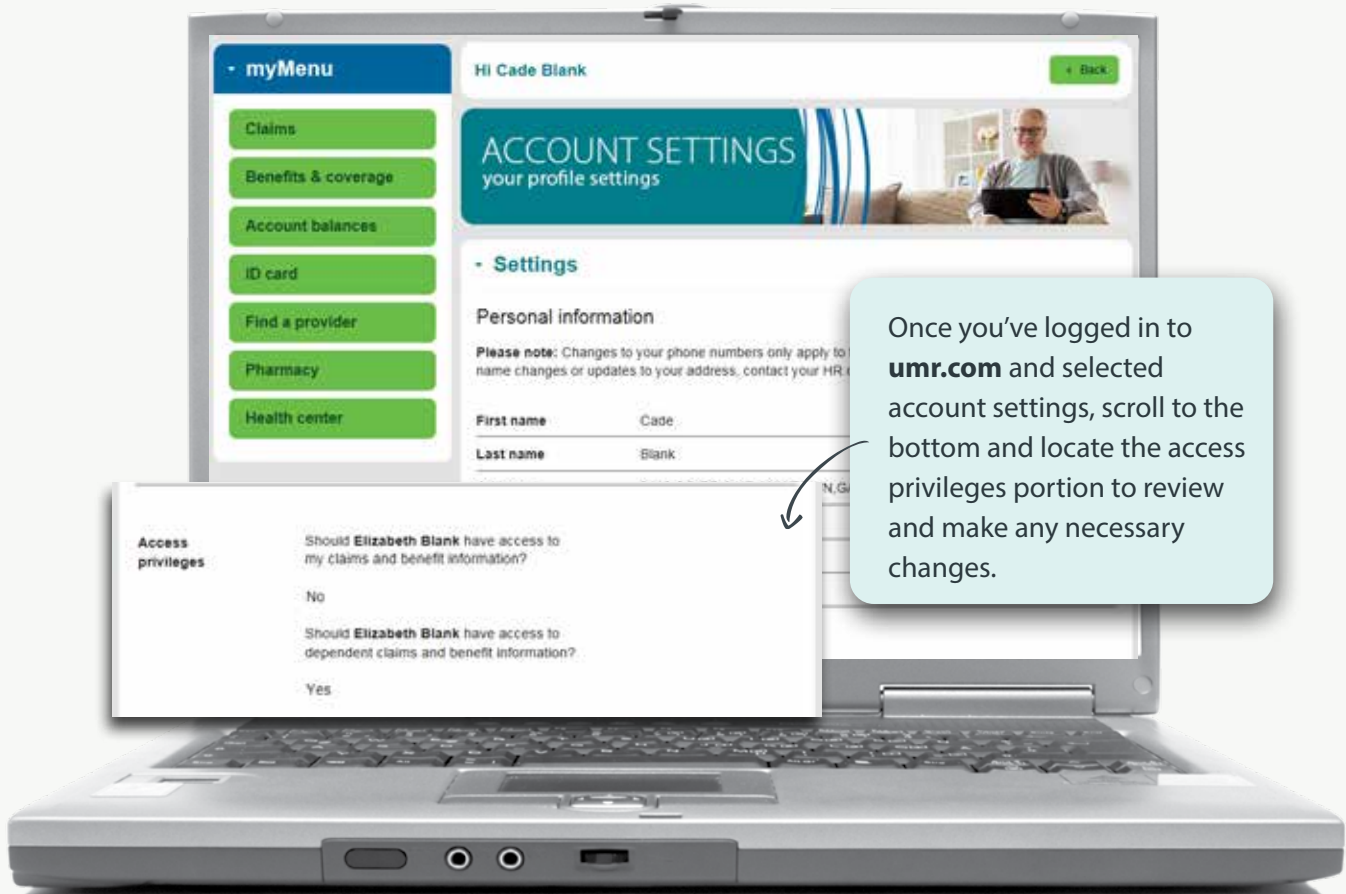 myMenu
Claims
Benefits & coverage
Account balances
ID card
Find a provider
Pharmacy
Health center
Hi Cade Blank
Back
ACCOUNT SETTINGS
your profile settings
Settings
Personal information
Please note: Changes to your phone numbers only apply to
name changes or updates to your address, contact your HR
First name Cade
Last name Blank
Access
privileges
Should Elizabeth Blank have access to
my claims and benefit information?
No
Should Elizabeth Blank have access to
dependent claims and benefit information?
Yes
Once you've logged in to
umr.com and selected
account settings, scroll to the
bottom and locate the access
privileges portion to review
and make any necessary
changes.